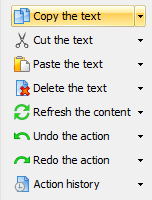 Copy the text
Cut the text
Paste the text
Delete the text
Refresh the content
Undo the action
Redo the action
Action history